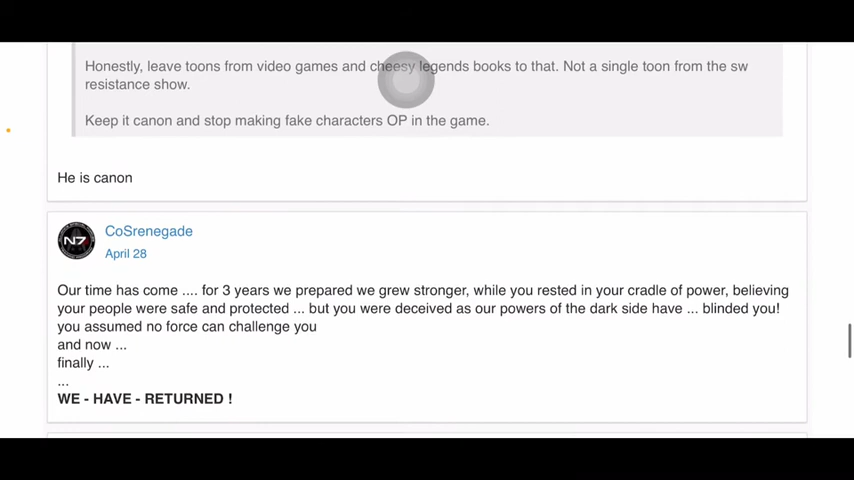 Honestly, leave toons from video games and cheesy legends books to that. Not a single toon from the sw
resistance show.
Keep it canon and stop making fake characters OP in the game.
He is canon
N7
CoSrenegade
April 28
Our time has come .... for 3 years we prepared we grew stronger, while you rested in your cradle of power, believing
your people were safe and protected ... but you were deceived as our powers of the dark side have ... blinded you!
you assumed no force can challenge you
and now ...
finally ...
...
WE - HAVE - RETURNED !